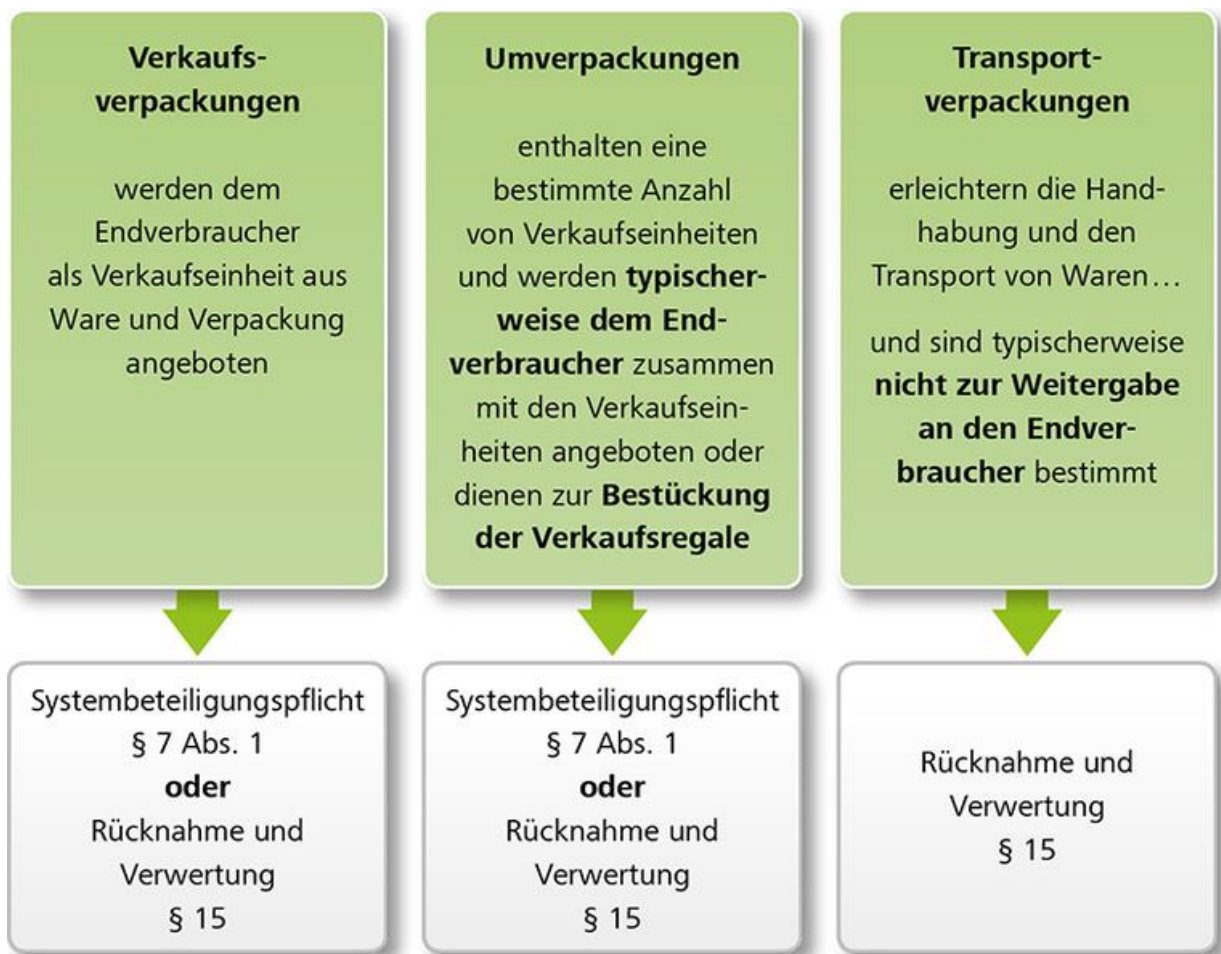 Verkaufs-
verpackungen
werden dem
Endverbraucher
als Verkaufseinheit aus
Ware und Verpackung
angeboten
Umverpackungen
enthalten eine
bestimmte Anzahl
von Verkaufseinheiten
und werden typischer-
weise dem End-
verbraucher zusammen
mit den Verkaufsein-
heiten angeboten oder
dienen zur Bestückung
der Verkaufsregale
Transport-
verpackungen
erleichtern die Hand-
habung und den
Transport von Waren…
und sind typischerweise
nicht zur Weitergabe
an den Endver-
braucher bestimmt
Systembeteiligungspflicht
§ 7 Abs. 1
oder
Rücknahme und
Verwertung
§ 15
Systembeteiligungspflicht
§ 7 Abs. 1
oder
Rücknahme und
Verwertung
§ 15
Rücknahme und
Verwertung
§ 15